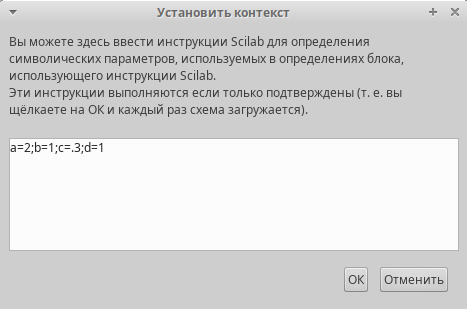 Установить контекст
Вы можете здесь ввести инструкции Scilab для определения
символических параметров, используемых в определениях блока,
использующего инструкции Scilab.
Эти инструкции выполняются если только подтверждены (т. е. вы
щёлкаете на ОК и каждый раз схема загружается).
a=2;b=1;c=.3;d=1
OK Отменить